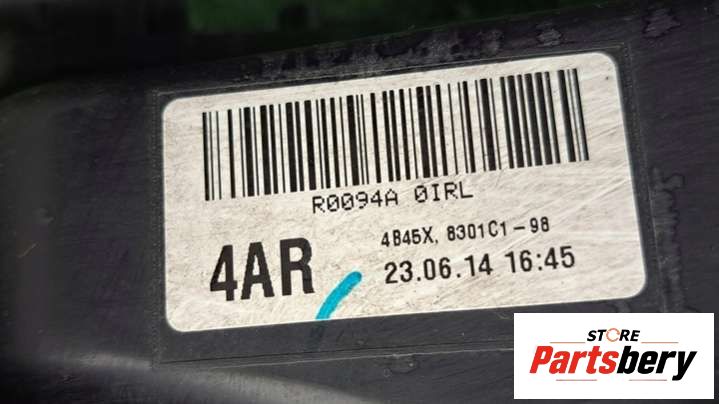 R0094A 0IRL
4AR
4B45X, 8301C1-98
23.06.14 16:45
STORE
Partsbery